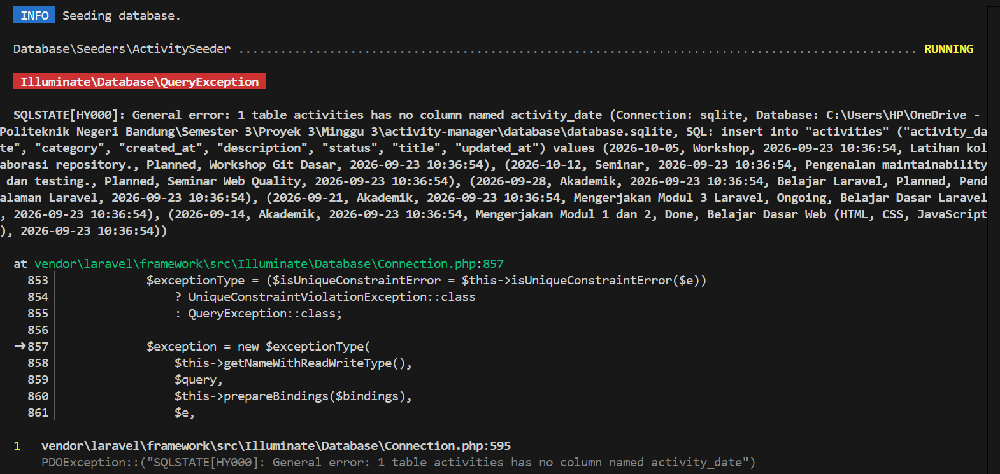 INFO Seeding database.
Database\Seeders\ActivitySeeder ................................................................................................. RUNNING
Illuminate\Database\QueryException
SQLSTATE[HY000]: General error: 1 table activities has no column named activity_date (Connection: sqlite, Database: C:\Users\HP\OneDrive -
Politeknik Negeri Bandung\Semester 3\Proyek 3\Minggu 3\activity-manager\database\database.sqlite, SQL: insert into "activities" ("activity_da
te", "category", "created_at", "description", "status", "title", "updated_at") values (2026-10-05, Workshop, 2026-09-23 10:36:54, Latihan kol
aborasi repository., Planned, Workshop Git Dasar, 2026-09-23 10:36:54), (2026-10-12, Seminar, 2026-09-23 10:36:54, Pengenalan maintainability
 dan testing., Planned, Seminar Web Quality, 2026-09-23 10:36:54), (2026-09-28, Akademik, 2026-09-23 10:36:54, Belajar Laravel, Planned, Pend
alaman Laravel, 2026-09-23 10:36:54), (2026-09-21, Akademik, 2026-09-23 10:36:54, Mengerjakan Modul 3 Laravel, Ongoing, Belajar Dasar Laravel
, 2026-09-23 10:36:54), (2026-09-14, Akademik, 2026-09-23 10:36:54, Mengerjakan Modul 1 dan 2, Done, Belajar Dasar Web (HTML, CSS, JavaScript
), 2026-09-23 10:36:54))
at vendor\laravel\framework\src\Illuminate\Database\Connection.php:857
853 $exceptionType = ($isUniqueConstraintError = $this->isUniqueConstraintError($e))
854 ? UniqueConstraintViolationException::class
855 : QueryException::class;
856
➜857 $exception = new $exceptionType(
858 $this->getNameWithReadWriteType(),
859 $query,
860 $this->prepareBindings($bindings),
861 $e,
1 vendor\laravel\framework\src\Illuminate\Database\Connection.php:595
PDOException::("SQLSTATE[HY000]: General error: 1 table activities has no column named activity_date")